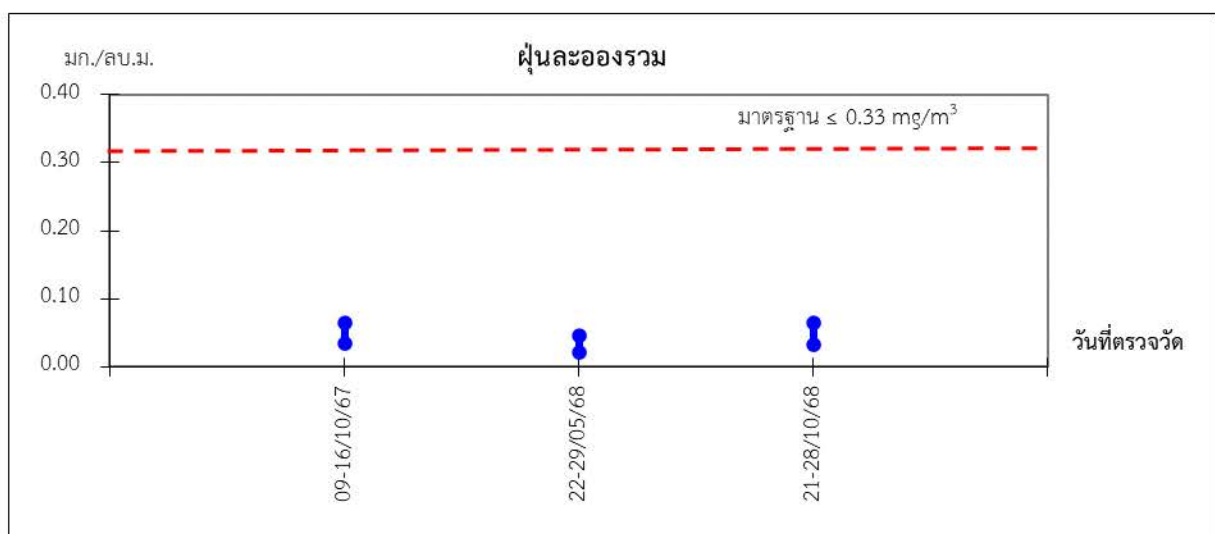 ฝุ่นละอองรวม
มก./ลบ.ม.
มาตรฐาน ≤ 0.33 mg/m³
0.40
0.30
0.20
0.10
0.00
วันที่ตรวจวัด
09-16/10/67
22-29/05/68
21-28/10/68